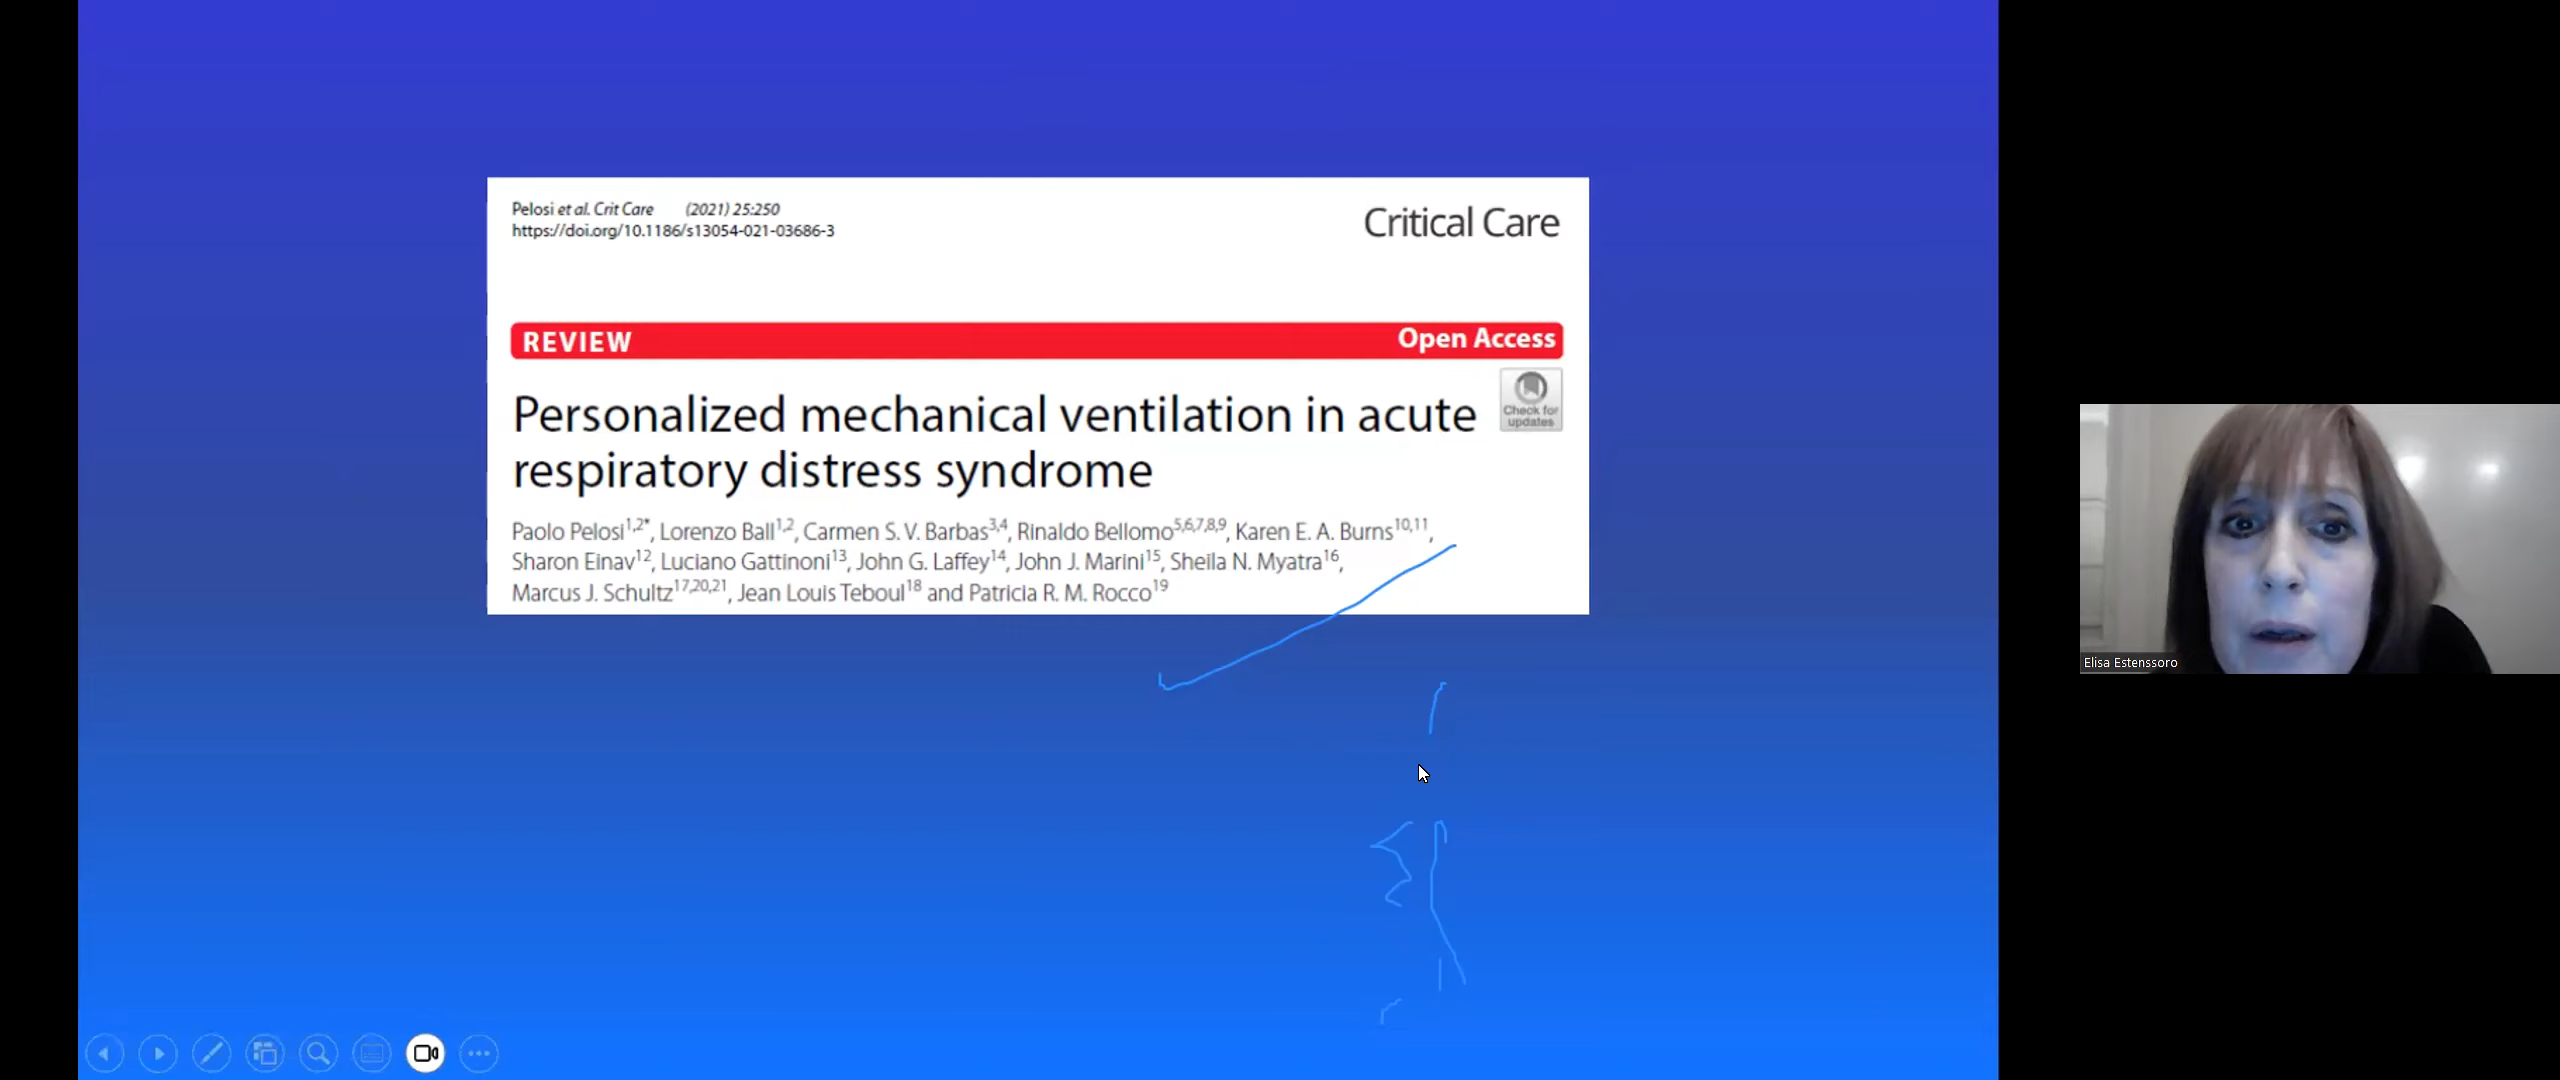 Pelosi et al. Crit Care (2021) 25:250
https://doi.org/10.1186/s13054-021-03686-3
Critical Care
REVIEW
Open Access
Check for
updates
Personalized mechanical ventilation in acute
respiratory distress syndrome
Paolo Pelosi1,2*, Lorenzo Ball1,2, Carmen S. V. Barbas3,4, Rinaldo Bellomo5,6,7,8,9, Karen E. A. Burns10,11,
Sharon Einav12, Luciano Gattinoni13, John G. Laffey14, John J. Marini15, Sheila N. Myatra16,
Marcus J. Schultz17,20,21, Jean Louis Teboul18 and Patricia R. M. Rocco19
Elisa Estenssoro